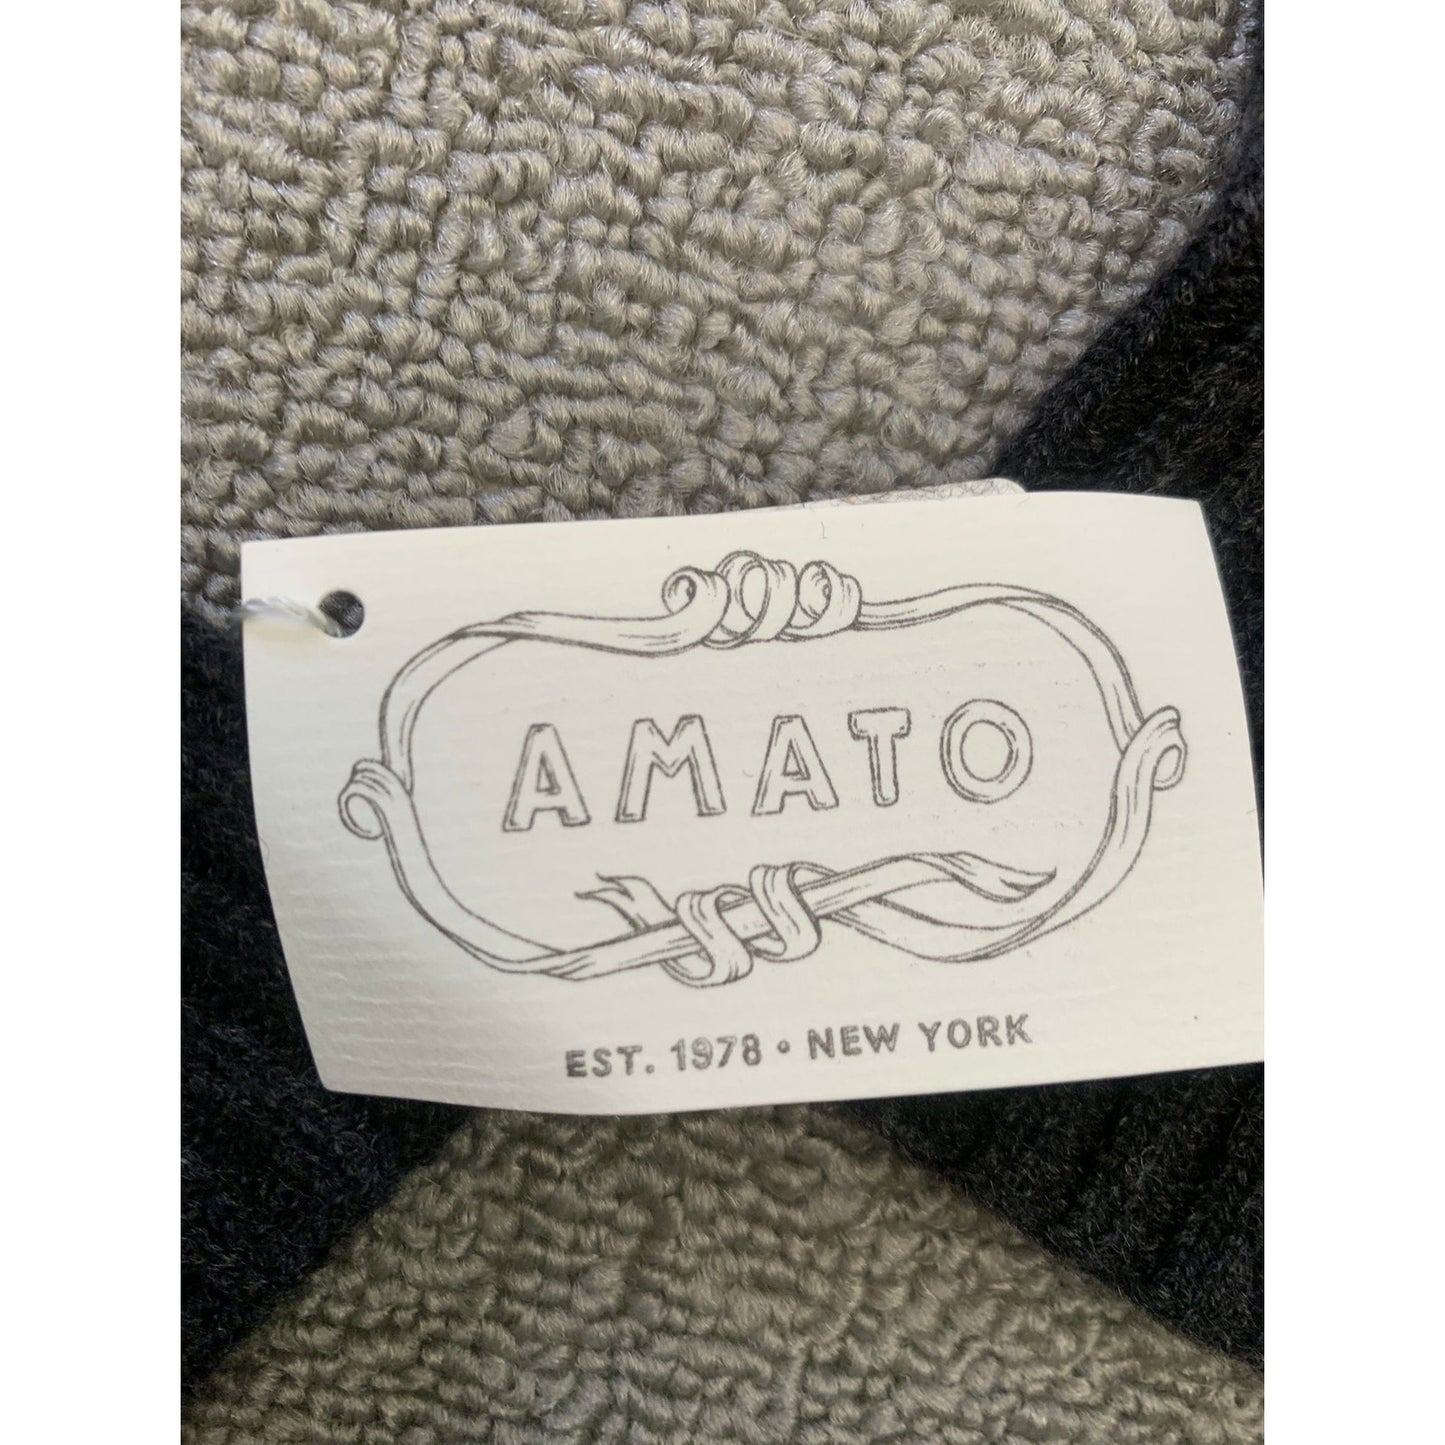 AMATO
EST. 1978 • NEW YORK